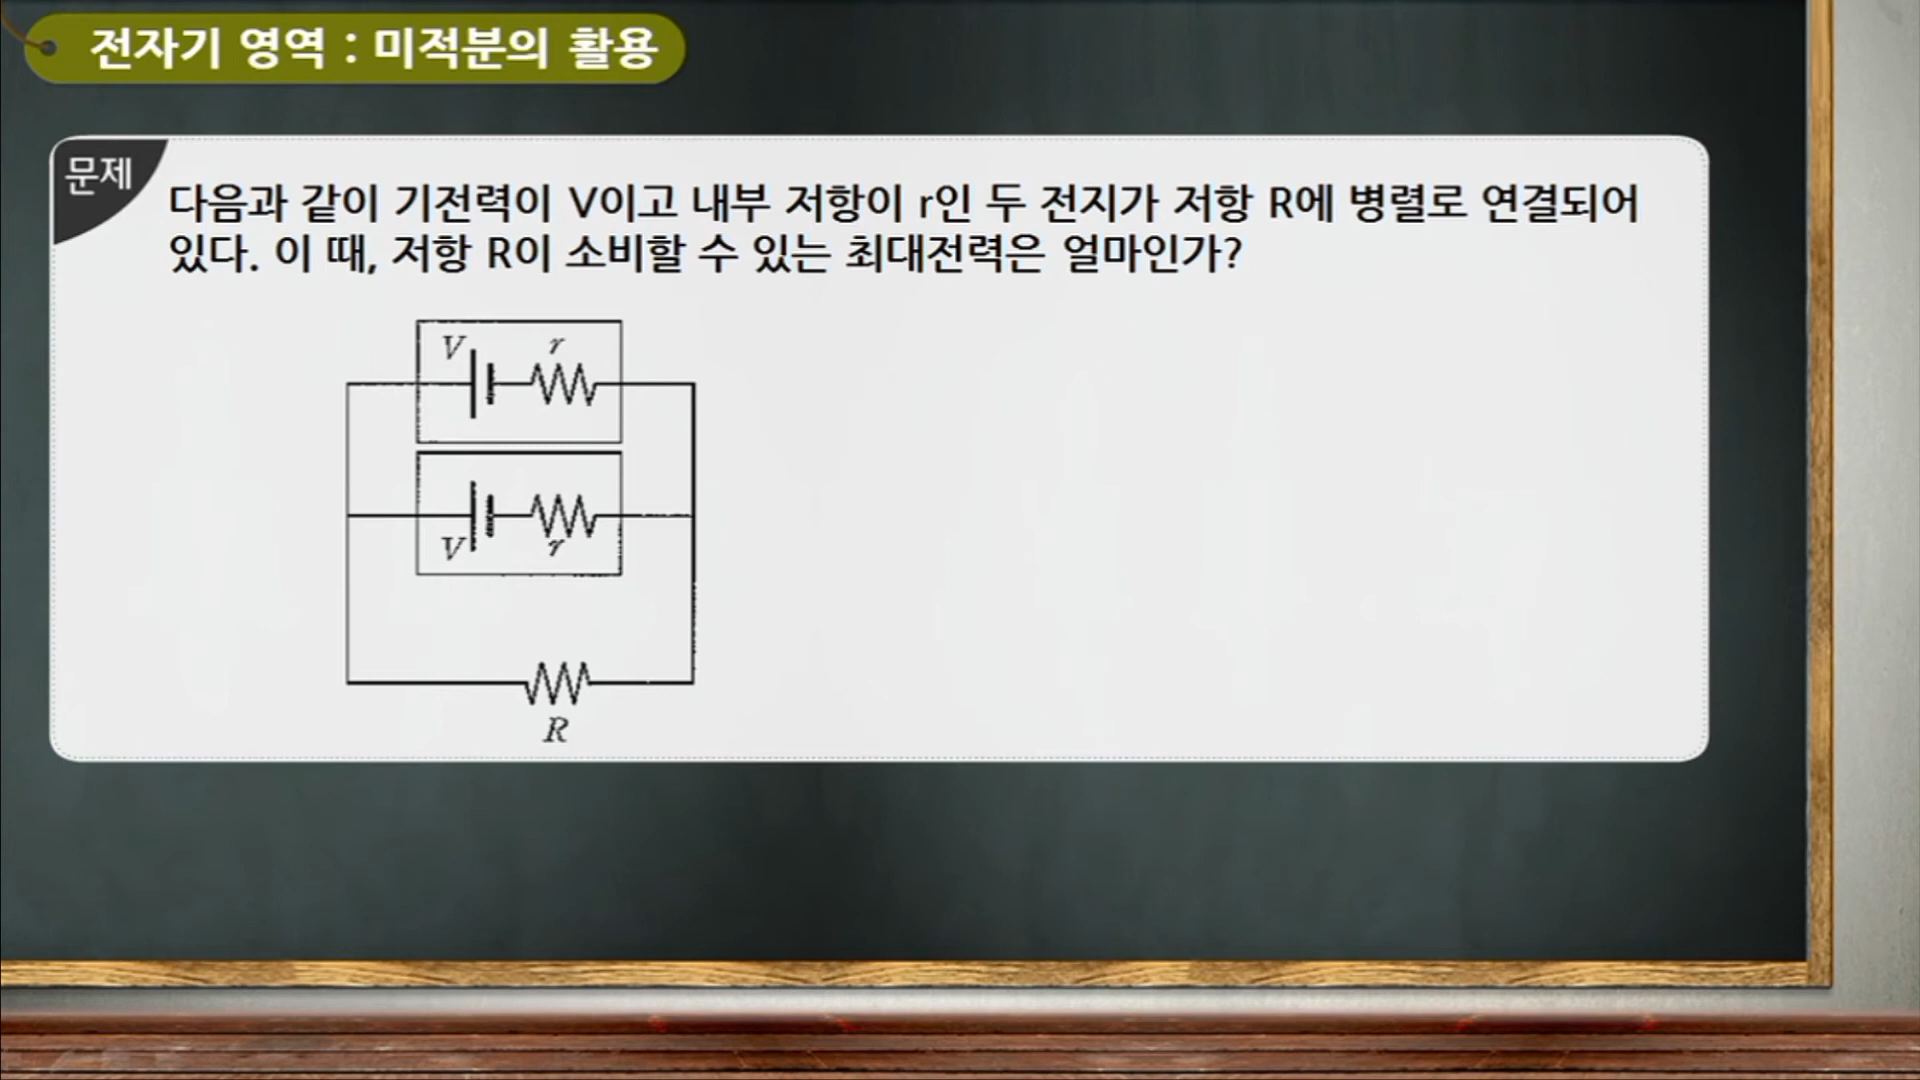 전자기 영역 : 미적분의 활용
문제
다음과 같이 기전력이 V이고 내부 저항이 r인 두 전지가 저항 R에 병렬로 연결되어
있다. 이 때, 저항 R이 소비할 수 있는 최대전력은 얼마인가?
V r
V r
R